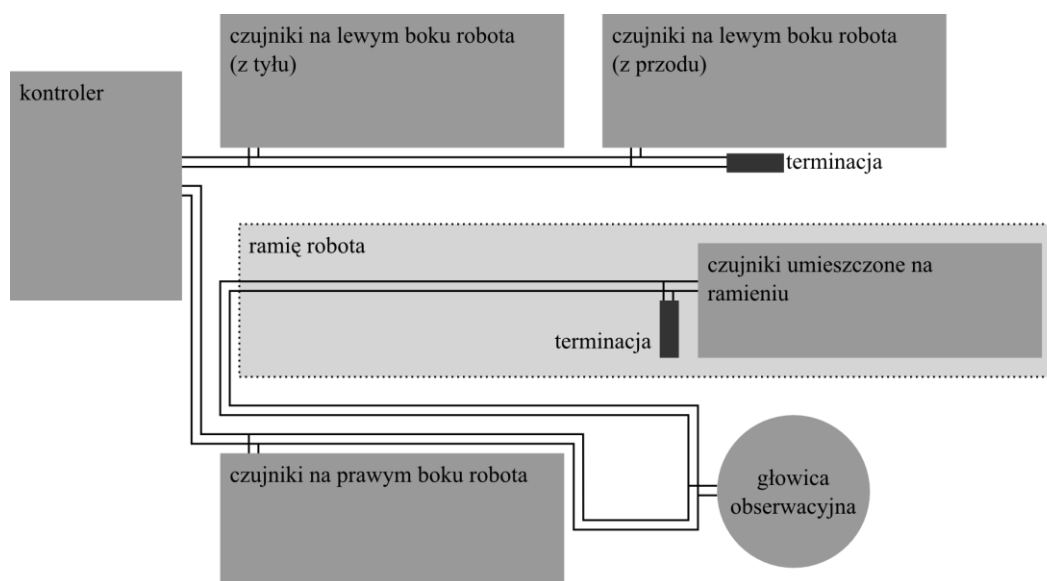 czujniki na lewym boku robota
(z tyłu)
czujniki na lewym boku robota
(z przodu)
kontroler
terminacja
ramię robota
czujniki umieszczone na
ramieniu
terminacja
czujniki na prawym boku robota
głowica
obserwacyjna